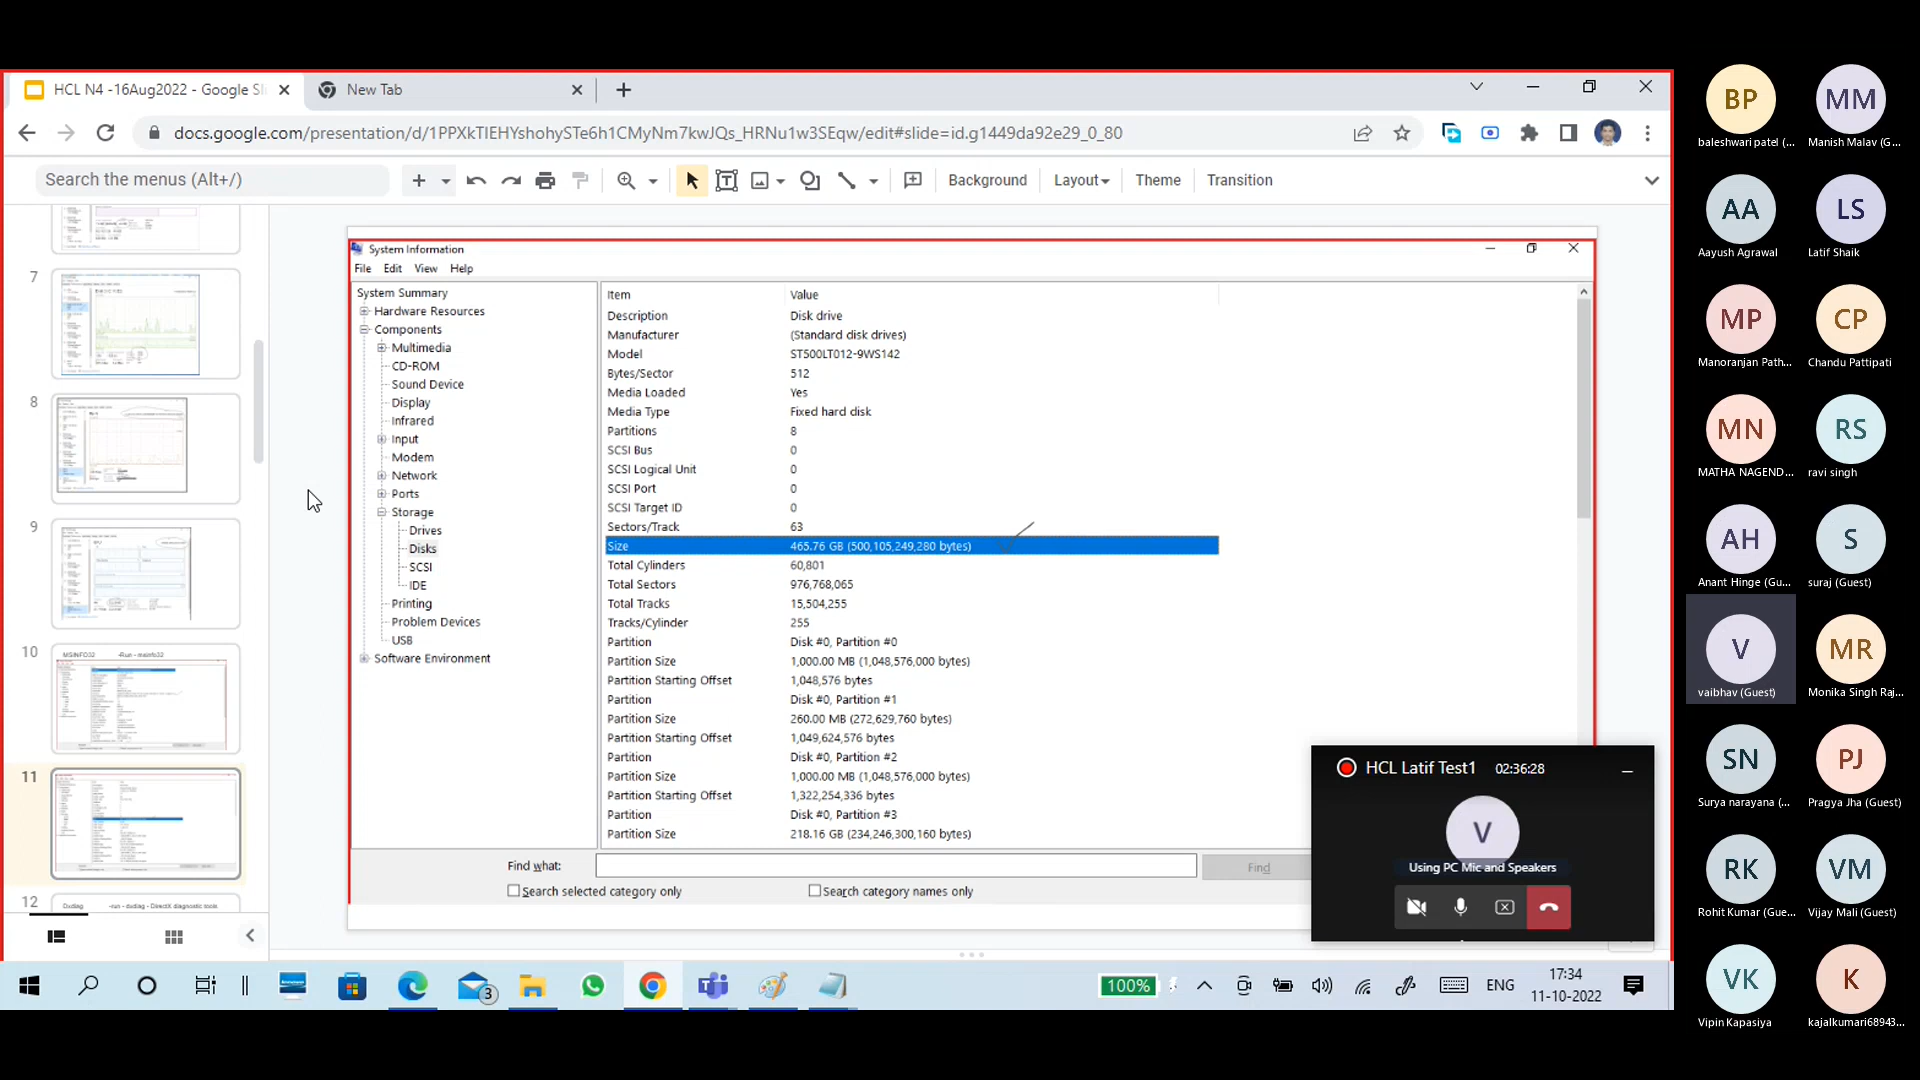 HCL N4 -16Aug2022 - Google Sl
New Tab
docs.google.com/presentation/d/1PPXkTIEHYshohySTe6h1CMyNm7kwJQs_HRNu1w3SEqw/edit#slide=id.g1449da92e29_0_80
Search the menus (Alt+/)
Background
Layout
Theme
Transition
7
8
9
10
MSINFO32 -Run - msinfo32
11
12
Dxdiag -run - dxdiag - DirectX diagnostic tools
System Information
File Edit View Help
System Summary
Hardware Resources
Components
Multimedia
CD-ROM
Sound Device
Display
Infrared
Input
Modem
Network
Ports
Storage
Drives
Disks
SCSI
IDE
Printing
Problem Devices
USB
Software Environment
Item Value
Description Disk drive
Manufacturer (Standard disk drives)
Model ST500LT012-9WS142
Bytes/Sector 512
Media Loaded Yes
Media Type Fixed hard disk
Partitions 8
SCSI Bus 0
SCSI Logical Unit 0
SCSI Port 0
SCSI Target ID 0
Sectors/Track 63
Size 465.76 GB (500,105,249,280 bytes)
Total Cylinders 60,801
Total Sectors 976,768,065
Total Tracks 15,504,255
Tracks/Cylinder 255
Partition Disk #0, Partition #0
Partition Size 1,000.00 MB (1,048,576,000 bytes)
Partition Starting Offset 1,048,576 bytes
Partition Disk #0, Partition #1
Partition Size 260.00 MB (272,629,760 bytes)
Partition Starting Offset 1,049,624,576 bytes
Partition Disk #0, Partition #2
Partition Size 1,000.00 MB (1,048,576,000 bytes)
Partition Starting Offset 1,322,254,336 bytes
Partition Disk #0, Partition #3
Partition Size 218.16 GB (234,246,300,160 bytes)
Find what:
Find
Search selected category only
Search category names only
HCL Latif Test1 02:36:28
V
Using PC Mic and Speakers
3
100%
ENG
17:34
11-10-2022
BP MM
baleshwari patel (... Manish Malav (G...
AA LS
Aayush Agrawal Latif Shaik
MP CP
Manoranjan Path... Chandu Pattipati
MN RS
MATHA NAGEND... ravi singh
AH S
Anant Hinge (Gu... suraj (Guest)
V MR
vaibhav (Guest) Monika Singh Raj...
SN PJ
Surya narayana (... Pragya Jha (Guest)
RK VM
Rohit Kumar (Gue... Vijay Mali (Guest)
VK K
Vipin Kapasiya kajalkumari68943...